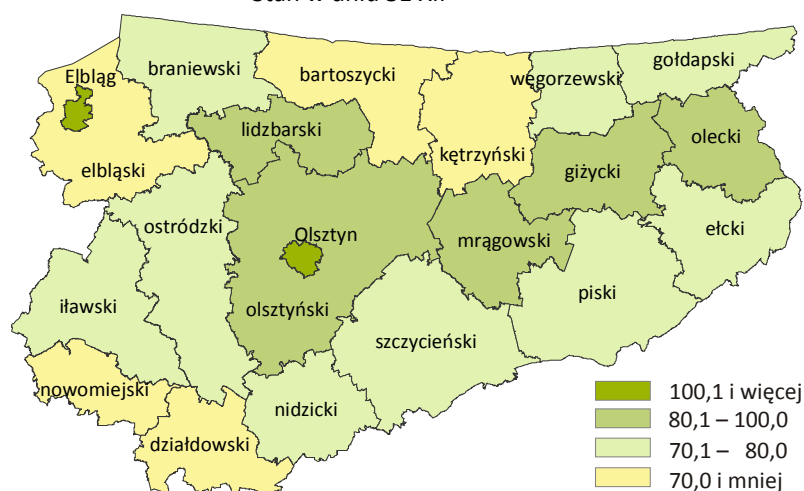 Elbląg
braniewski
bartoszycki
węgorzewski
gołdapski
lidzbarski
olecki
kętrzyński
elbląski
giżycki
ostródzki
Olsztyn
mrągowski
ełcki
iławski
olsztyński
piski
szczycieński
nowomiejski
nidzicki
działdowski
100,1 i więcej
80,1 – 100,0
70,1 – 80,0
70,0 i mniej